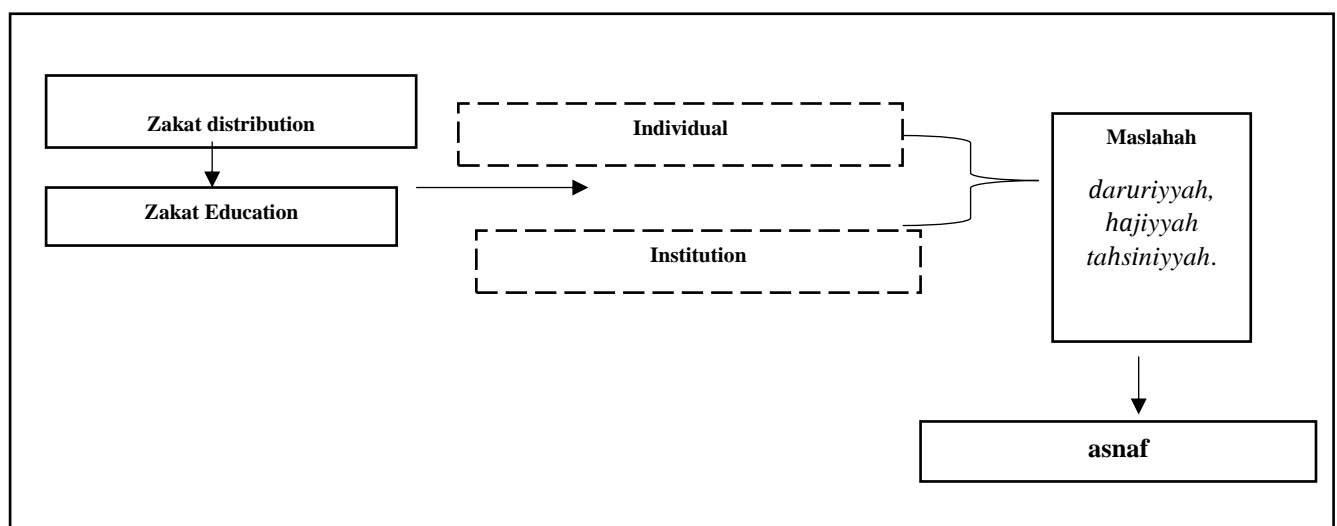 Zakat distribution
Zakat Education
Individual
Institution
Maslahah
daruriyyah,
hajiyyah
tahsiniyyah.
asnaf